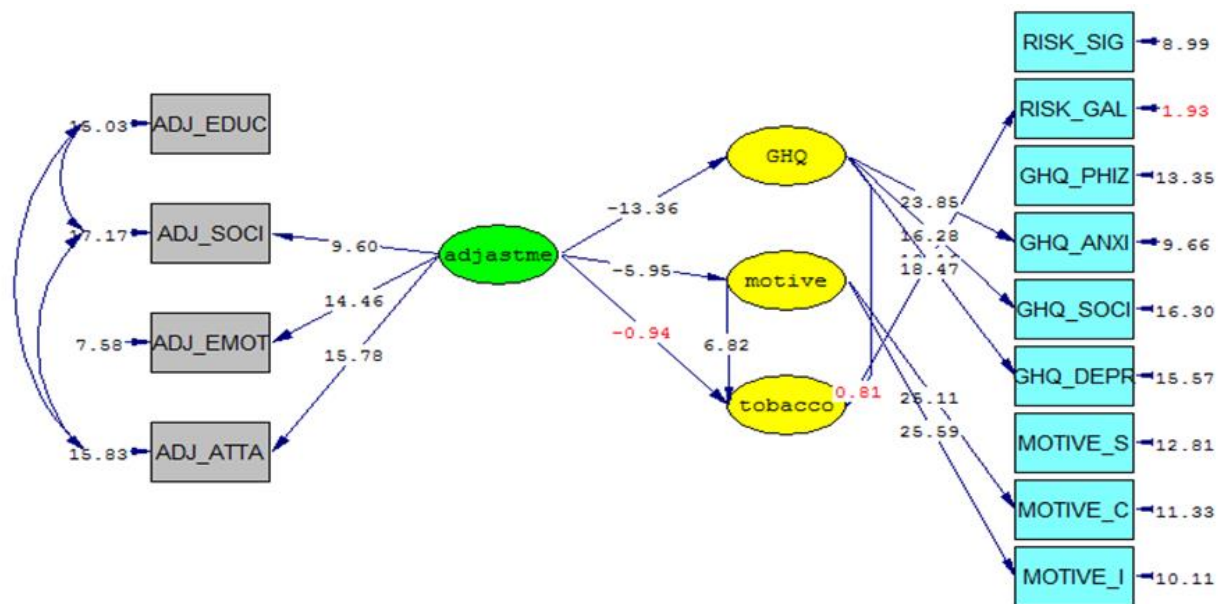 RISK_SIG
8.99
RISK_GAL
1.93
15.03
ADJ_EDUC
GHQ
GHQ_PHIZ
13.35
-13.36
23.85
16.28
18.47
17.17
ADJ_SOCI
9.60
adjastme
GHQ_ANXI
9.66
-5.95
motive
14.46
GHQ_SOCI
16.30
7.58
ADJ_EMOT
-0.94
6.82
15.78
GHQ_DEPR
15.57
tobacco
0.81
25.11
25.59
15.83
ADJ_ATTA
MOTIVE_S
12.81
MOTIVE_C
11.33
MOTIVE_I
10.11